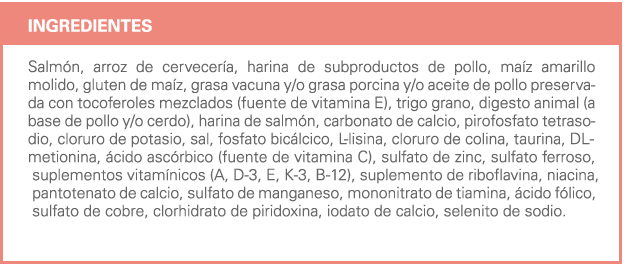 INGREDIENTES
Salmón, arroz de cervecería, harina de subproductos de pollo, maíz amarillo
molido, gluten de maíz, grasa vacuna y/o grasa porcina y/o aceite de pollo preserva-
da con tocoferoles mezclados (fuente de vitamina E), trigo grano, digesto animal (a
base de pollo y/o cerdo), harina de salmón, carbonato de calcio, pirofosfato tetraso-
dio, cloruro de potasio, sal, fosfato bicálcico, L-lisina, cloruro de colina, taurina, DL-
metionina, ácido ascórbico (fuente de vitamina C), sulfato de zinc, sulfato ferroso,
suplementos vitamínicos (A, D-3, E, K-3, B-12), suplemento de riboflavina, niacina,
pantotenato de calcio, sulfato de manganeso, mononitrato de tiamina, ácido fólico,
sulfato de cobre, clorhidrato de piridoxina, iodato de calcio, selenito de sodio.